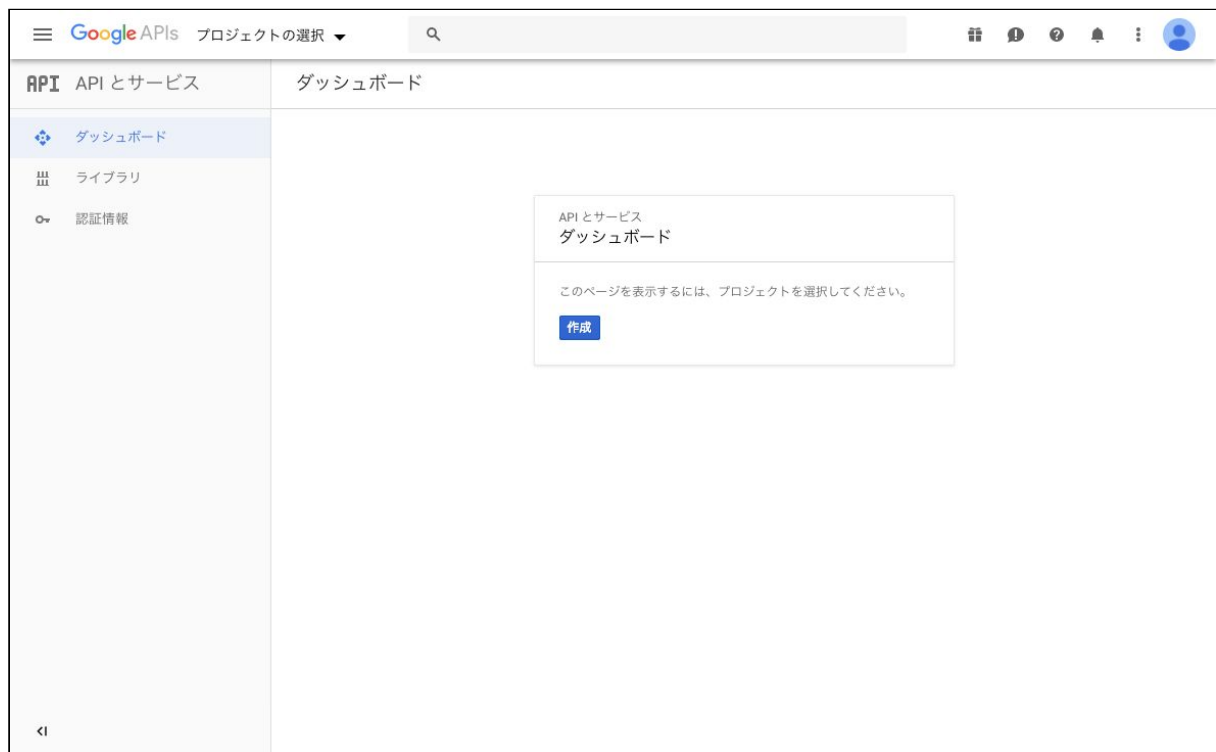 Google APIs プロジェクトの選択
API APIとサービス
ダッシュボード
ダッシュボード
ライブラリ
認証情報
APIとサービス
ダッシュボード
このページを表示するには、プロジェクトを選択してください。
作成